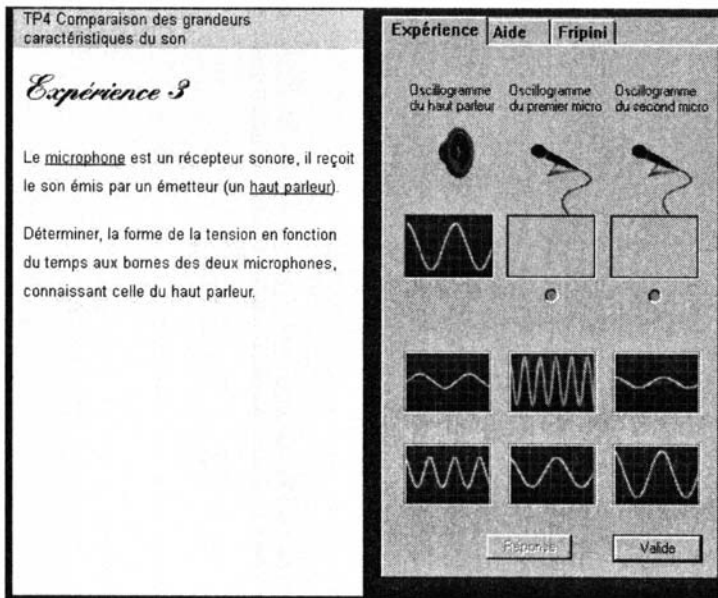 TP4 Comparaison des grandeurs
caractéristiques du son
Expérience 3
Le microphone est un récepteur sonore, il reçoit
le son émis par un émetteur (un haut parleur).
Déterminer, la forme de la tension en fonction
du temps aux bornes des deux microphones,
connaissant celle du haut parleur.
Expérience Aide Fripini
Oscillogramme
du haut parleur
Oscillogramme
du premier micro
Oscillogramme
du second micro
Réponse Valide